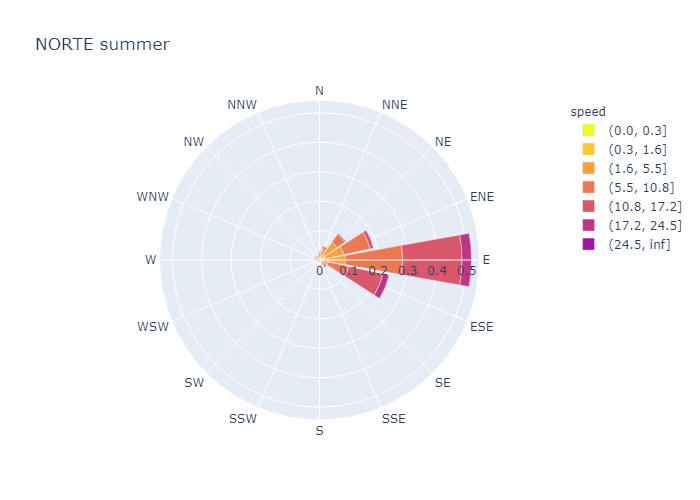 NORTE summer
N
NNE
NE
ENE
E
ESE
SE
SSE
S
SSW
SW
WSW
W
WNW
NW
NNW
0 0.1 0.2 0.3 0.4 0.5
speed
(0.0, 0.3]
(0.3, 1.6]
(1.6, 5.5]
(5.5, 10.8]
(10.8, 17.2]
(17.2, 24.5]
(24.5, inf]